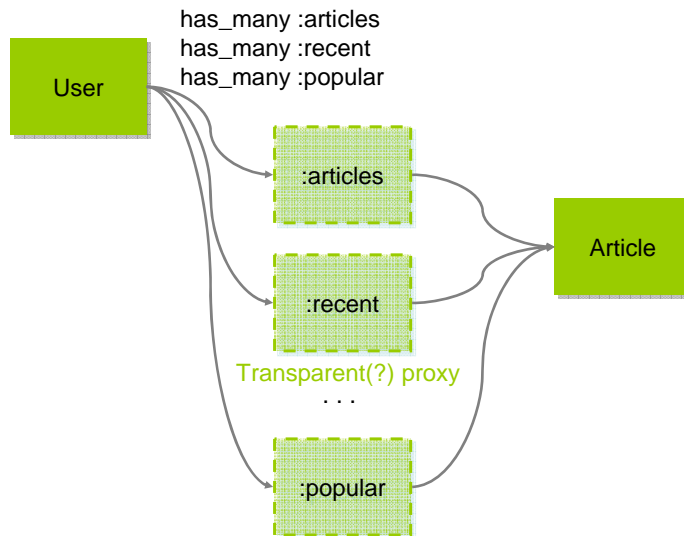 has_many :articles
has_many :recent
has_many :popular
User
:articles
Article
:recent
Transparent(?) proxy
. . .
:popular